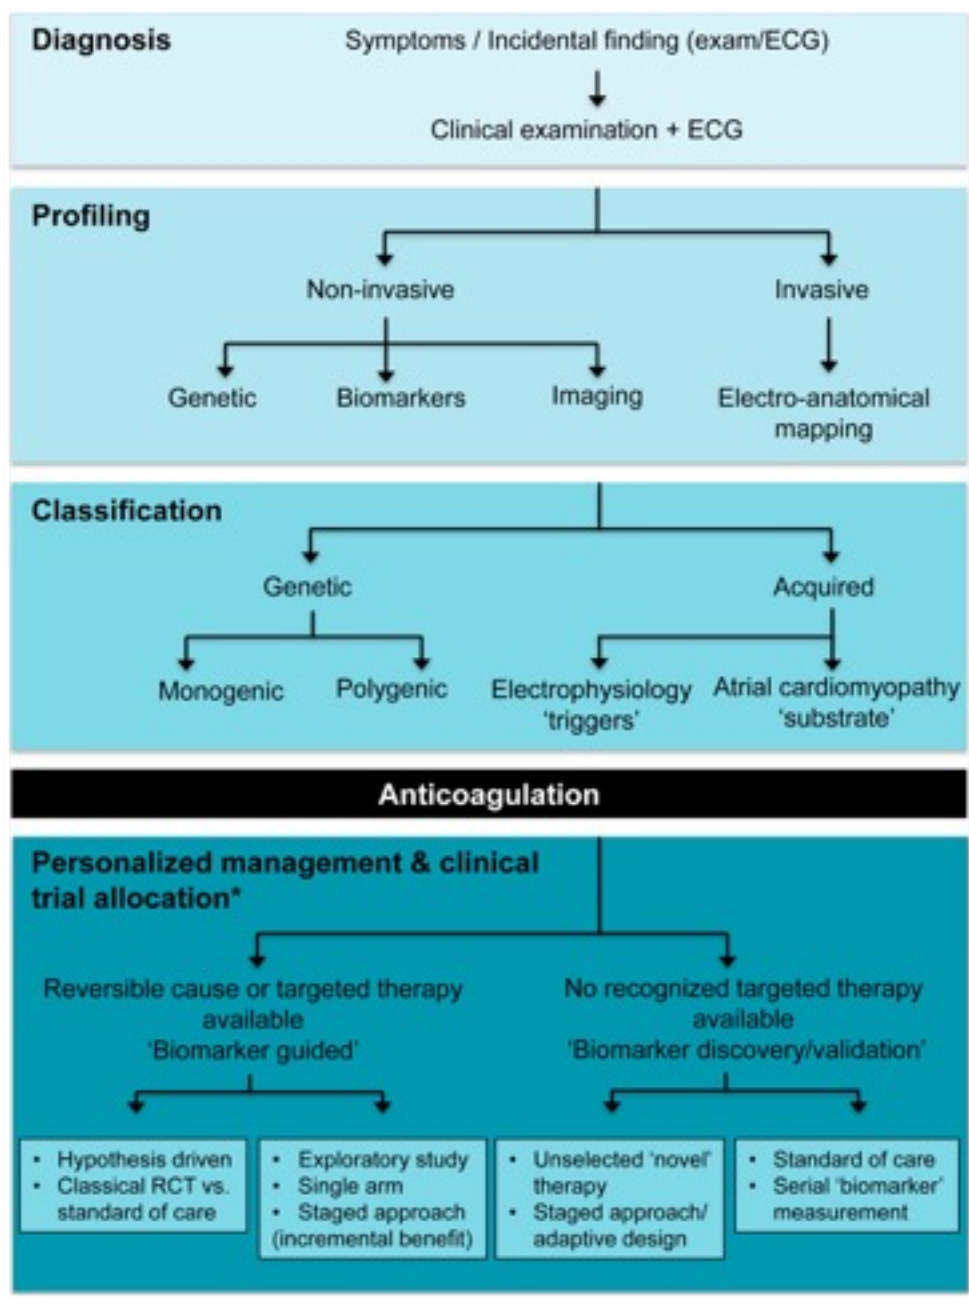 Diagnosis
Symptoms / Incidental finding (exam/ECG)
Clinical examination + ECG
Profiling
Non-invasive
Invasive
Genetic
Biomarkers
Imaging
Electro-anatomical
mapping
Classification
Genetic
Acquired
Monogenic
Polygenic
Electrophysiology
‘triggers’
Atrial cardiomyopathy
‘substrate’
Anticoagulation
Personalized management & clinical
trial allocation*
Reversible cause or targeted therapy
available
‘Biomarker guided’
No recognized targeted therapy
available
‘Biomarker discovery/validation’
• Hypothesis driven
• Classical RCT vs.
standard of care
• Exploratory study
• Single arm
• Staged approach
(incremental benefit)
• Unselected ‘novel’
therapy
• Staged approach/
adaptive design
• Standard of care
• Serial ‘biomarker’
measurement